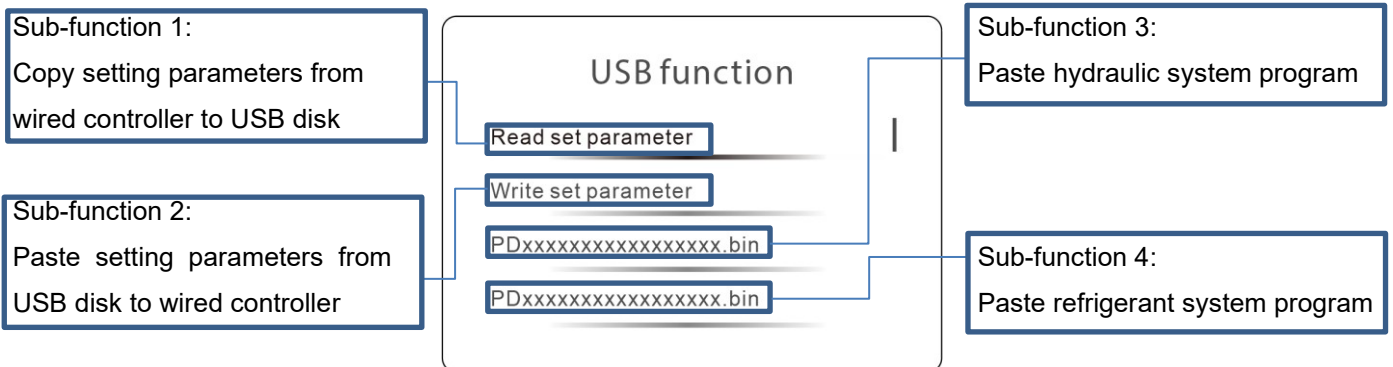 Sub-function 1:
Copy setting parameters from
wired controller to USB disk
Sub-function 2:
Paste setting parameters from
USB disk to wired controller
USB function
Read set parameter
Write set parameter
PDxxxxxxxxxxxxxxxxx.bin
PDxxxxxxxxxxxxxxxxx.bin
Sub-function 3:
Paste hydraulic system program
Sub-function 4:
Paste refrigerant system program